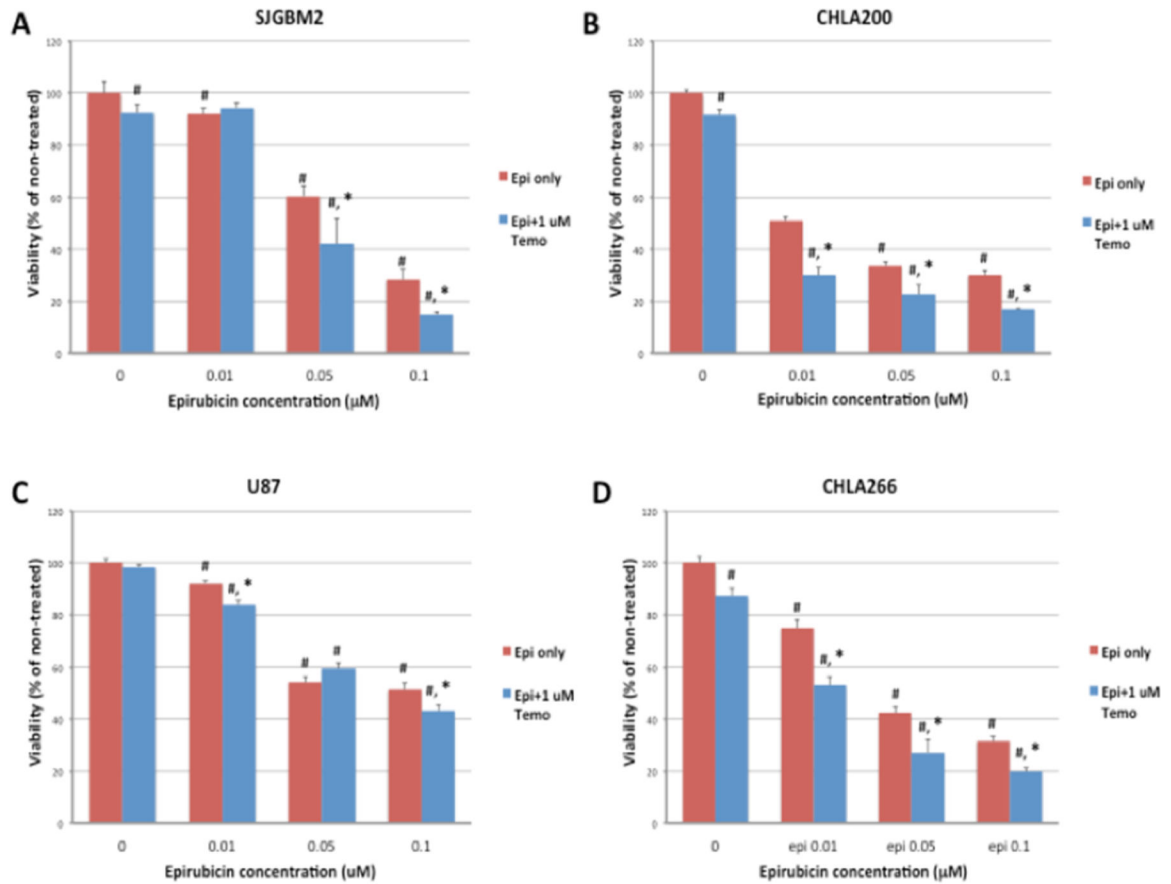 A
SJGBM2
120
100
80
60
40
20
0
Viability (% of non-treated)
#
#
#
#, *
#
#, *
0
0.01
0.05
0.1
Epirubicin concentration (μM)
Epi only
Epi+1 uM
Temo
B
CHLA200
120
100
80
60
40
20
0
Viability (% of non-treated)
#
#, *
#
#, *
#
#, *
0
0.01
0.05
0.1
Epirubicin concentration (uM)
Epi only
Epi+1 uM
Temo
C
U87
120
100
80
60
40
20
0
Viability (% of non-treated)
#
#, *
#
#
#
#, *
0
0.01
0.05
0.1
Epirubicin concentration (uM)
Epi only
Epi+1 uM
Temo
D
CHLA266
120
100
80
60
40
20
0
Viability (% of non-treated)
#
#
#, *
#
#, *
#
#, *
0
epi 0.01
epi 0.05
epi 0.1
Epirubicin concentration (μM)
Epi only
Epi+1 uM
Temo